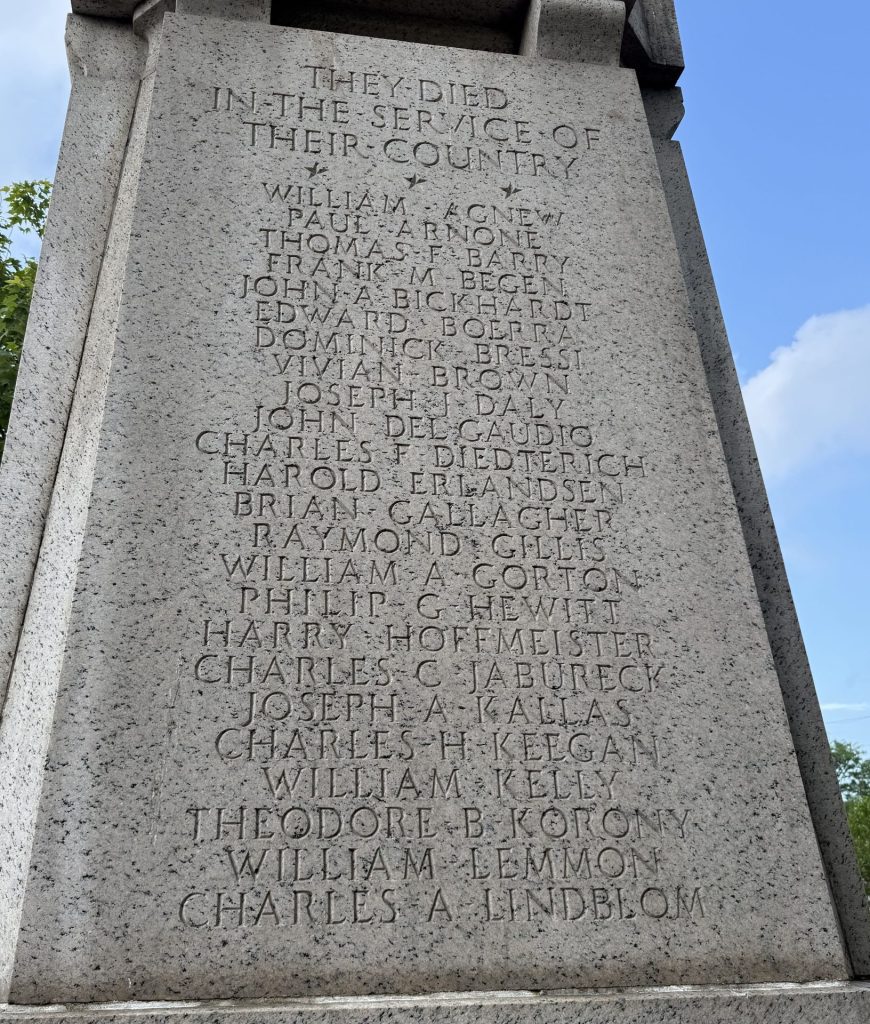 THEY DIED
IN THE SERVICE OF
THEIR COUNTRY
WILLIAM AGNEW
PAUL ARNONE
THOMAS F BARRY
FRANK M BEGEN
JOHN A BICKHARDT
EDWARD BOERRA
DOMINICK BRESSI
VIVIAN BROWN
JOSEPH J DALY
JOHN DEL GAUDIO
CHARLES F DIEDTERICH
HAROLD ERLANDSEN
BRIAN GALLAGHER
RAYMOND GILLIS
WILLIAM A GORTON
PHILIP G HEWITT
HARRY HOFFMEISTER
CHARLES C JABURECK
JOSEPH A KALLAS
CHARLES H KEEGAN
WILLIAM KELLY
THEODORE B KORONY
WILLIAM LEMMON
CHARLES A LINDBLOM